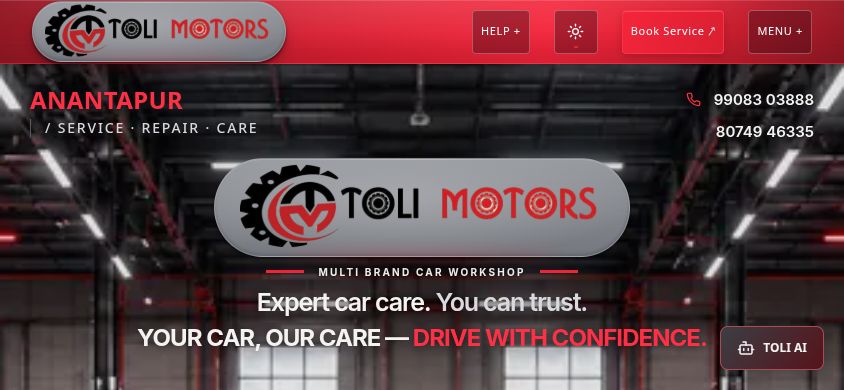 TOLI MOTORS
HELP +
Book Service ↗
MENU +
ANANTAPUR
/ SERVICE · REPAIR · CARE
99083 03888
80749 46335
TOLI MOTORS
MULTI BRAND CAR WORKSHOP
Expert car care. You can trust.
YOUR CAR, OUR CARE — DRIVE WITH CONFIDENCE.
TOLI AI